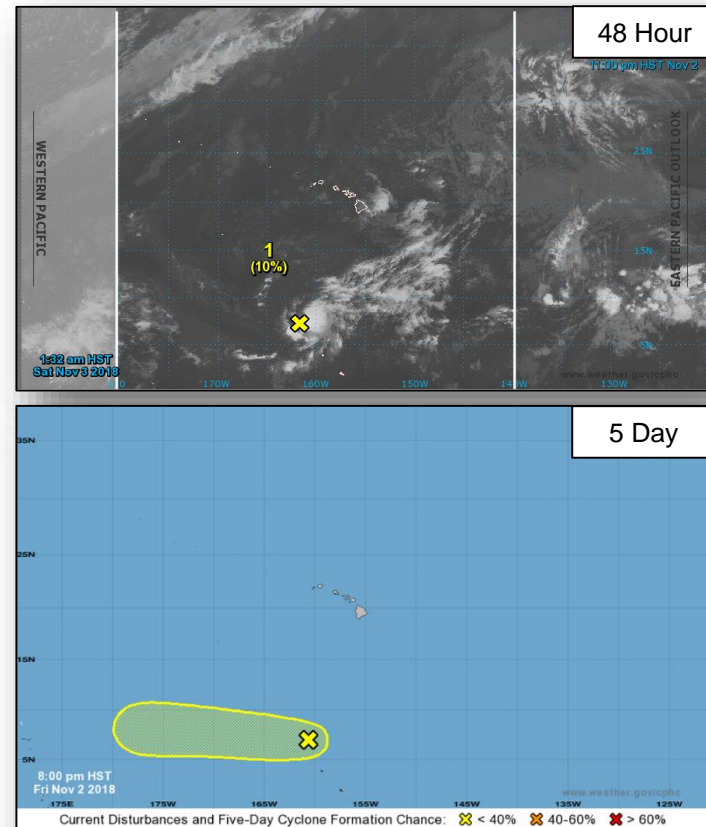 48 Hour
11:00 pm HST Nov 2
WESTERN PACIFIC
EASTERN PACIFIC OUTLOOK
25N
15N
5N
1
(10%)
1:32 am HST
Sat Nov 3 2018
www.weather.gov/cphc
180 170W 160W 150W 140W 130W
5 Day
35N
25N
15N
5N
8:00 pm HST
Fri Nov 2 2018
www.weather.gov/cphc
175E 175W 165W 155W 145W 135W 125W
Current Disturbances and Five-Day Cyclone Formation Chance: < 40% 40-60% > 60%